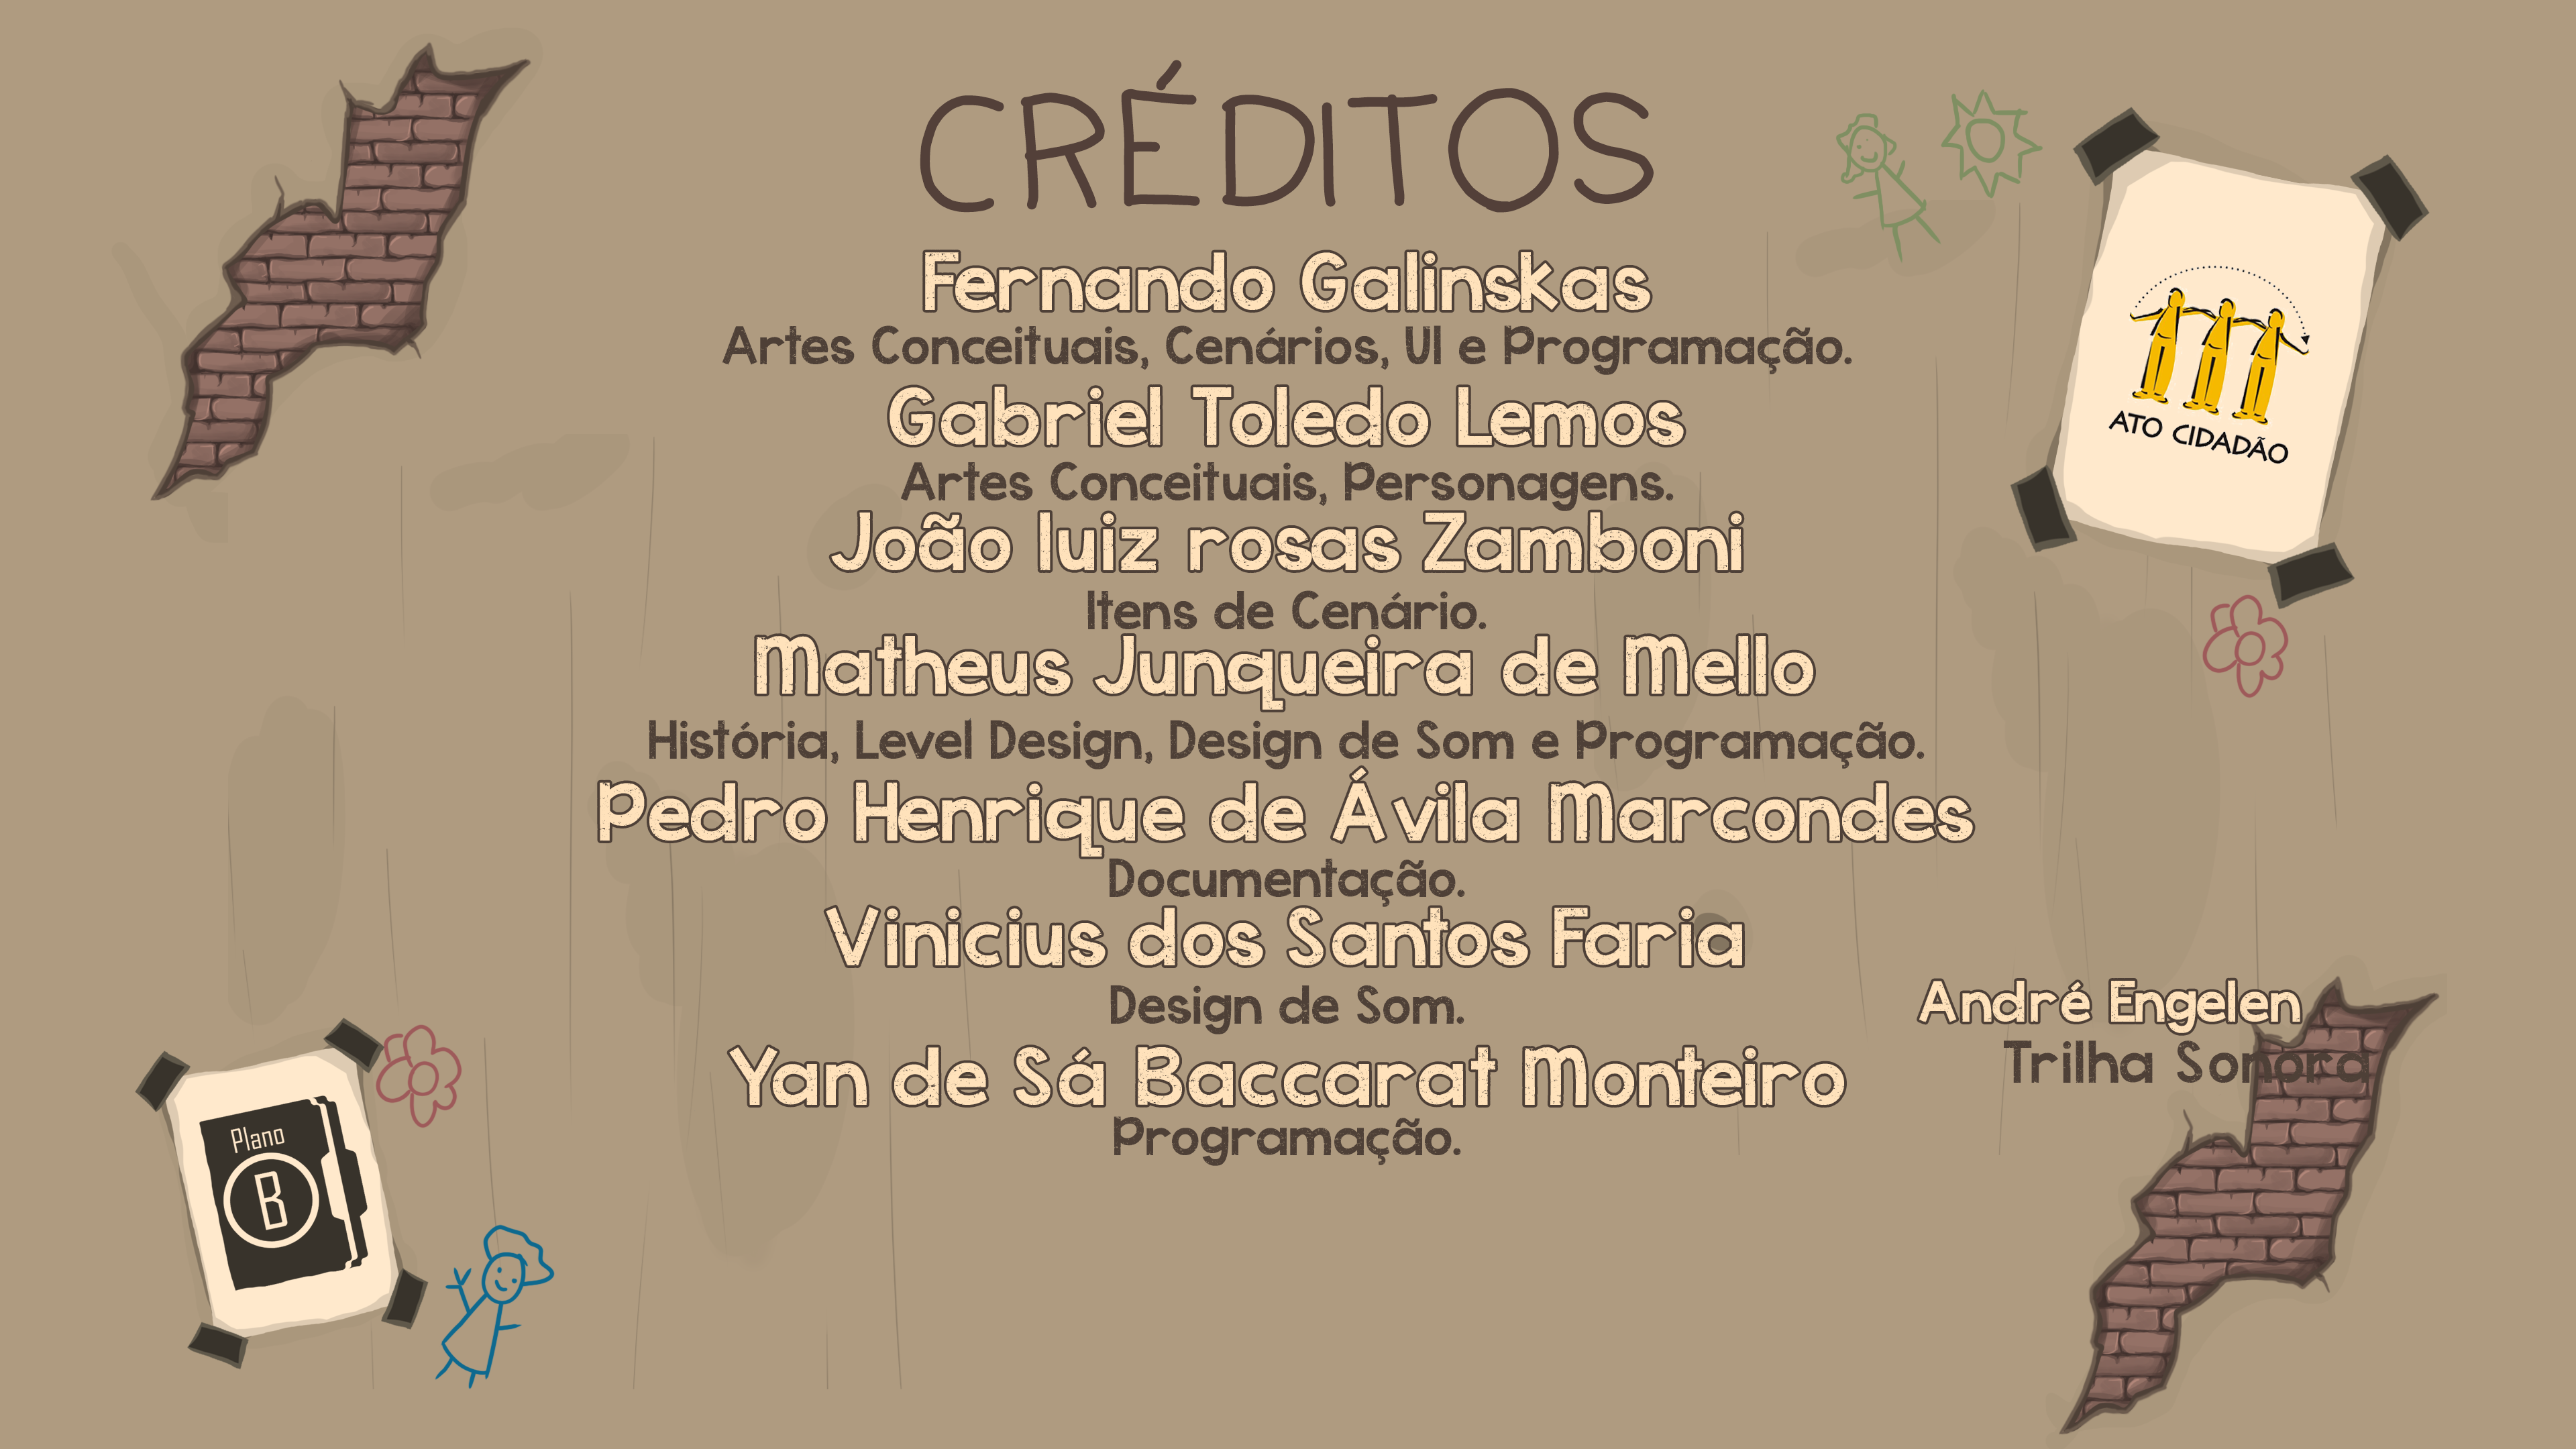 CRÉDITOS
Fernando Galinskas
Artes Conceituais, Cenários, UI e Programação.
Gabriel Toledo Lemos
Artes Conceituais, Personagens.
João luiz rosas Zamboni
Itens de Cenário.
Matheus Junqueira de Mello
História, Level Design, Design de Som e Programação.
Pedro Henrique de Ávila Marcondes
Documentação.
Vinicius dos Santos Faria
Design de Som.
Yan de Sá Baccarat Monteiro
Programação.
André Engelen
Trilha Sonora
ATO CIDADÃO
Plano
B